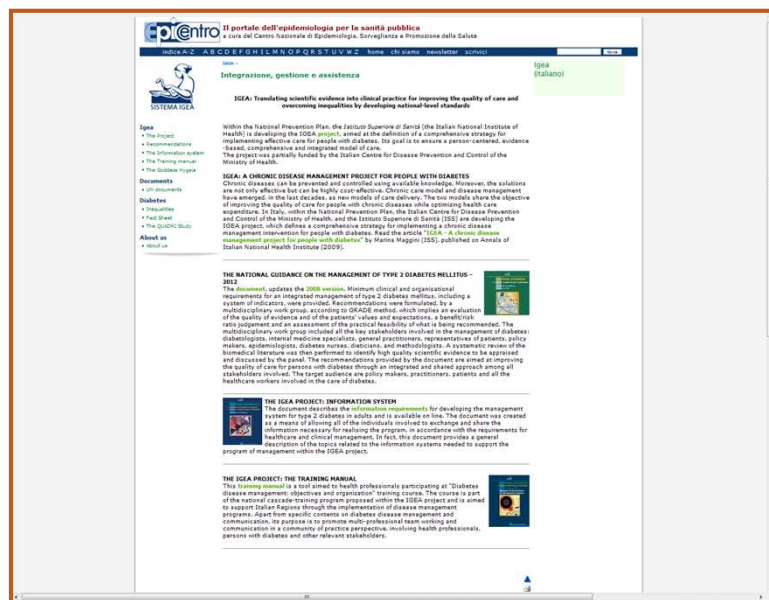 EpiCentro
Il portale dell'epidemiologia per la sanità pubblica
a cura del Centro Nazionale di Epidemiologia, Sorveglianza e Promozione della Salute
indice A-Z A B C D E F G H I L M N O P Q R S T U V W Z home chi siamo newsletter scrivici
SISTEMA IGEA
Igea
The Project
Recommendations
The Information system
The Training manual
The Goddess Hygeia
Documents
UN documents
Diabetes
Inequalities
Fact Sheet
The QUADRI Study
About us
About us
Integrazione, gestione e assistenza
IGEA: Translating scientific evidence into clinical practice for improving the quality of care and
overcoming inequalities by developing national-level standards
Within the National Prevention Plan, the Istituto Superiore di Sanità (the Italian National Institute of
Health) is developing the IGEA project, aimed at the definition of a comprehensive strategy for
implementing effective care for people with diabetes. Its goal is to ensure a person-centered, evidence
-based, comprehensive and integrated model of care.
The project was partially funded by the Italian Centre for Disease Prevention and Control of the
Ministry of Health.
IGEA: A CHRONIC DISEASE MANAGEMENT PROJECT FOR PEOPLE WITH DIABETES
Chronic diseases can be prevented and controlled using available knowledge. Moreover, the solutions
are not only effective but can be highly cost-effective. Chronic care model and disease management
have emerged, in the last decades, as new models of care delivery. The two models share the objective
of improving the quality of care for people with chronic diseases while optimizing health care
expenditure. In Italy, within the National Prevention Plan, the Italian Centre for Disease Prevention
and Control of the Ministry of Health, and the Istituto Superiore di Sanità (ISS) are developing the
IGEA project, which defines a comprehensive strategy for implementing a chronic disease
management intervention for people with diabetes. Read the article "IGEA - A chronic disease
management project for people with diabetes" by Marina Maggini (ISS), published on Annals of
Italian National Health Institute (2009).
THE NATIONAL GUIDANCE ON THE MANAGEMENT OF TYPE 2 DIABETES MELLITUS -
2012
The document, updates the 2008 version. Minimum clinical and organisational
requirements for an integrated management of type 2 diabetes mellitus, including a
system of indicators, were provided. Recommendations were formulated, by a
multidisciplinary work group, according to GRADE method, which implies an evaluation
of the quality of evidence and of the patients' values and expectations, a benefit/risk
ratio judgement and an assessment of the practical feasibility of what is being recommended. The
multidisciplinary work group included all the key stakeholders involved in the management of diabetes:
diabetologists, internal medicine specialists, general practitioners, representatives of patients, policy
makers, epidemiologists, diabetes nurses, dieticians, and methodologists. A systematic review of the
biomedical literature was then performed to identify high quality scientific evidence to be appraised
and discussed by the panel. The recommendations provided by the document are aimed at improving
the quality of care for persons with diabetes through an integrated and shared approach among all
stakeholders involved. The target audience are policy makers, practitioners, patients and all the
healthcare workers involved in the care of diabetes.
THE IGEA PROJECT: INFORMATION SYSTEM
The document describes the information requirements for developing the management
system for type 2 diabetes in adults and is available on line. The document was created
as a means of allowing all of the individuals involved to exchange and share the
information necessary for realising the program, in accordance with the requirements for
healthcare and clinical management. In fact, this document provides a general
description of the topics related to the information systems needed to support the
program of management within the IGEA project.
THE IGEA PROJECT: THE TRAINING MANUAL
This training manual is a tool aimed to health professionals participating at "Diabetes
disease management: objectives and organization" training course. The course is part
of the national cascade-training program proposed within the IGEA project and is aimed
to support Italian Regions through the implementation of disease management
programs. Apart from specific contents on diabetes disease management and
communication, its purpose is to promote multi-professional team working and
communication in a community of practice perspective, involving health professionals,
persons with diabetes and other relevant stakeholders.
Igea
(italiano)